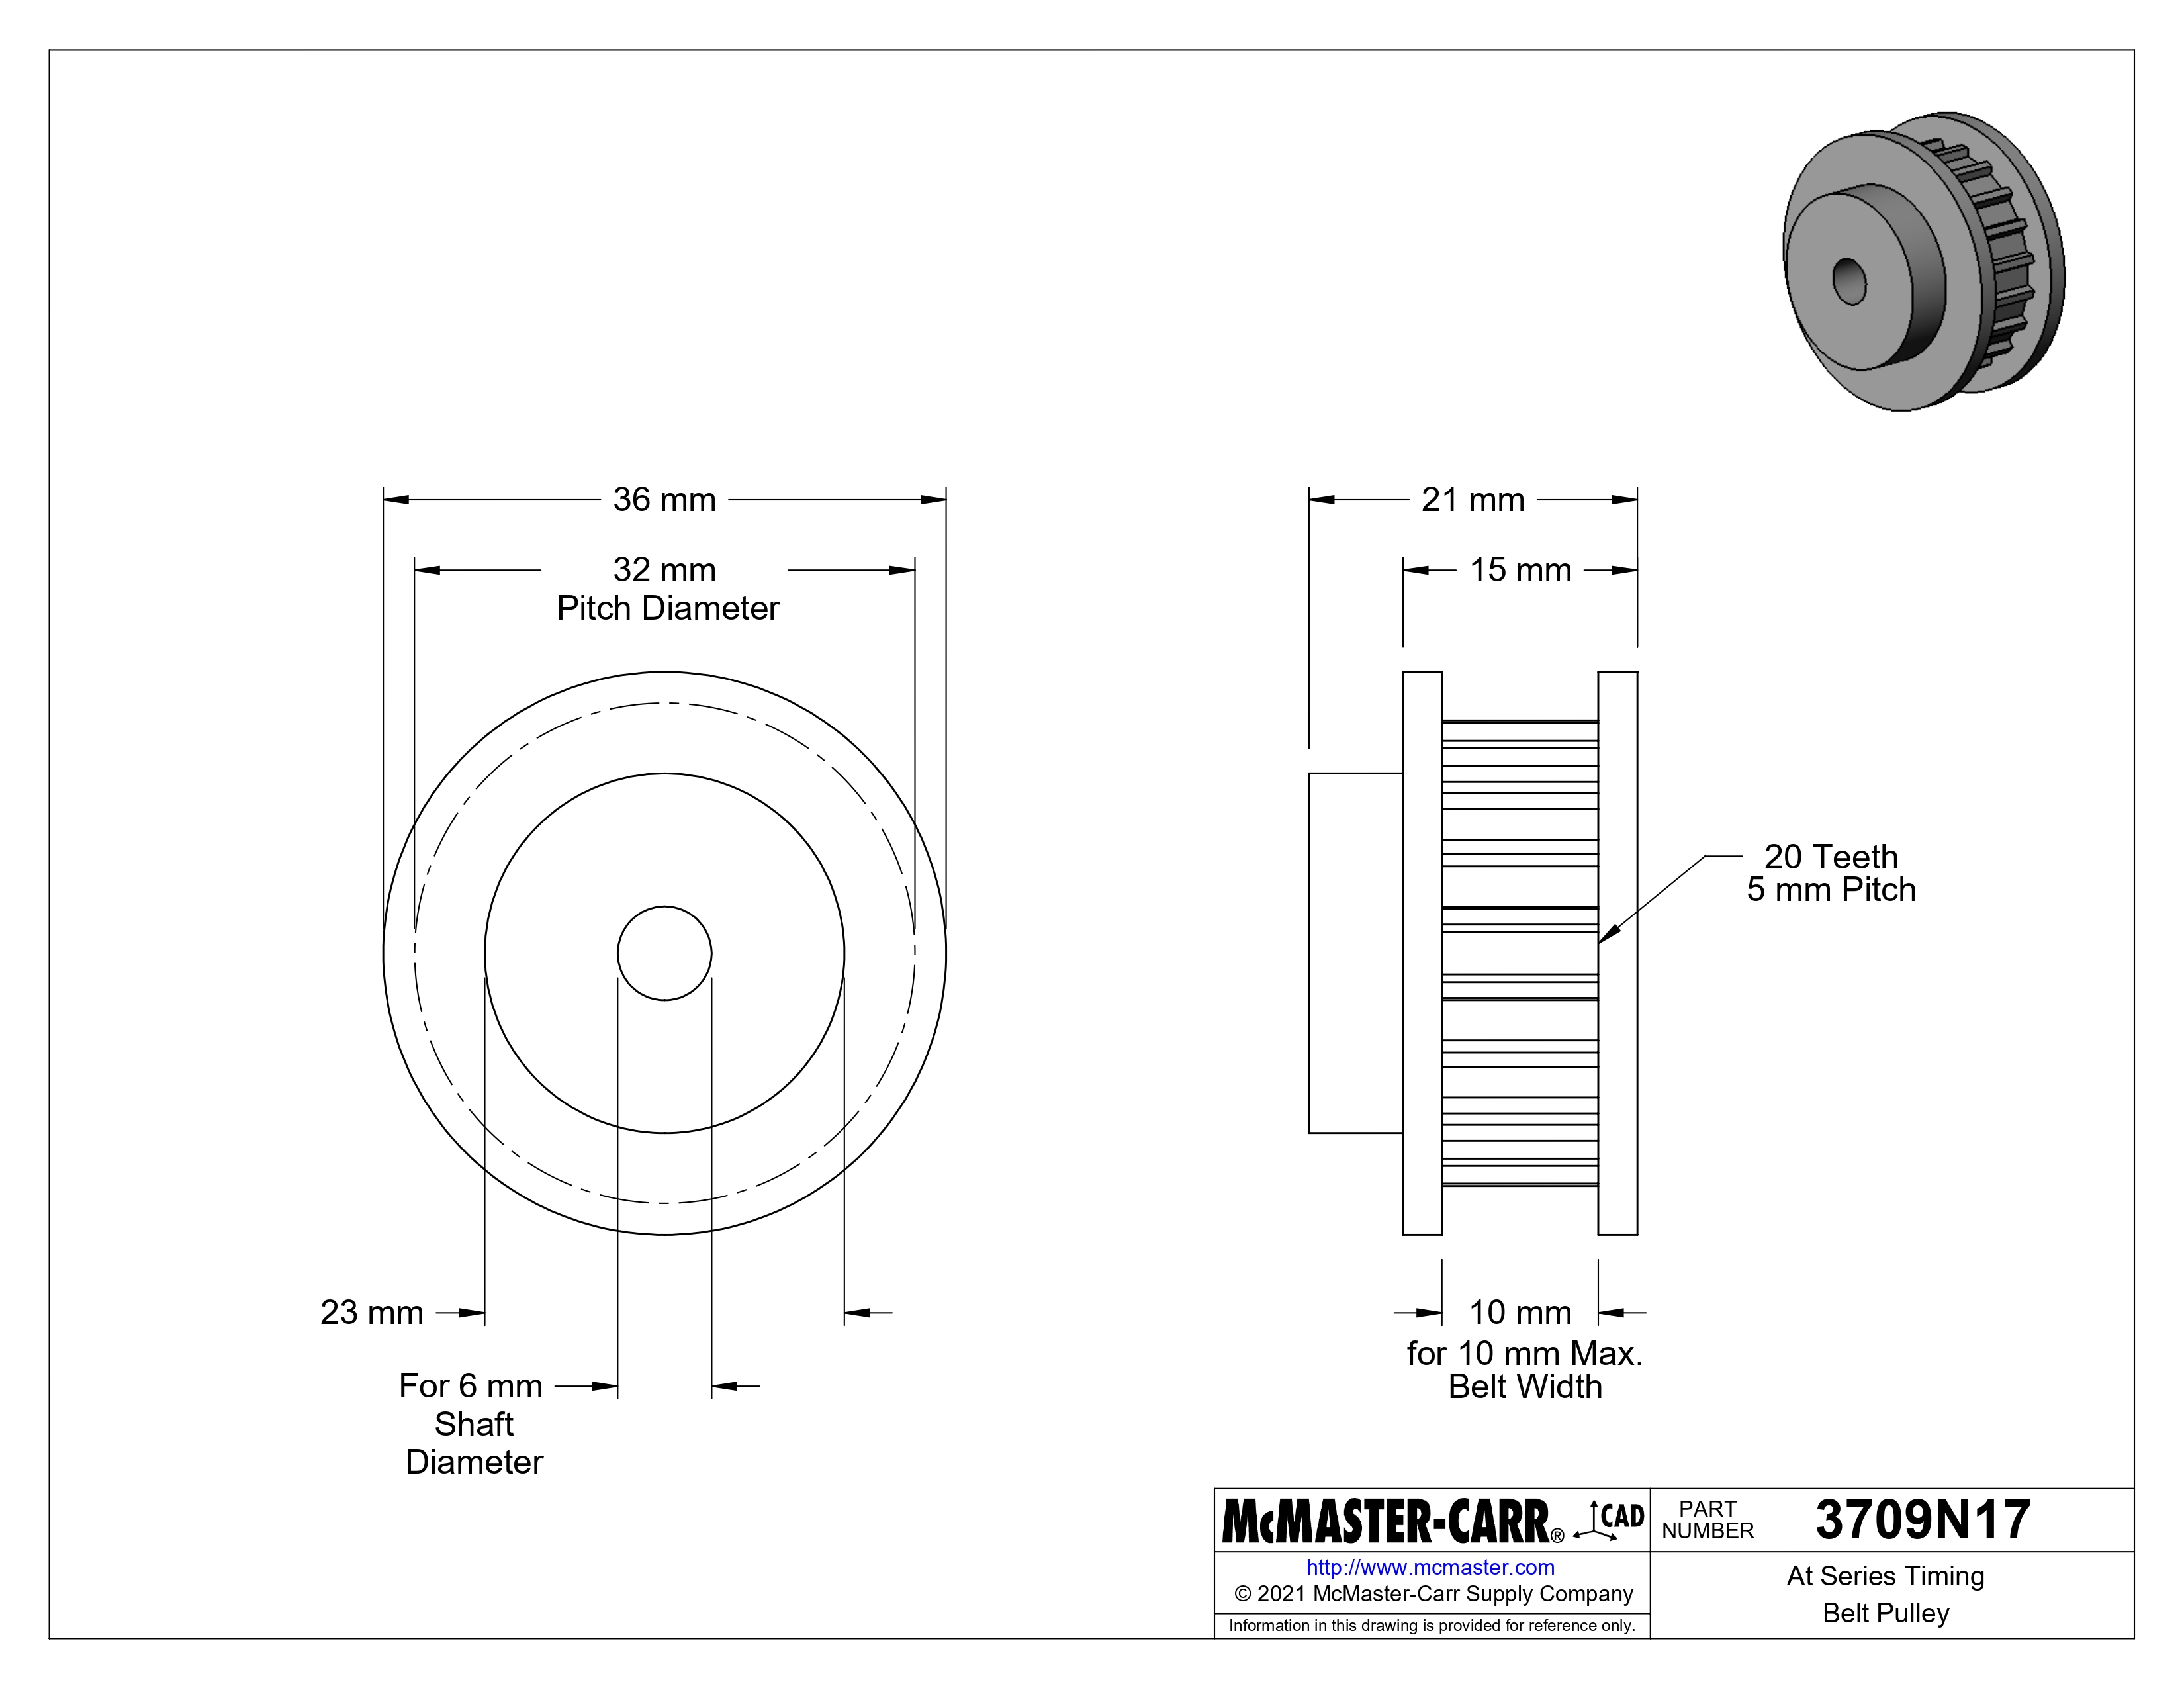 36 mm
32 mm
Pitch Diameter
21 mm
15 mm
20 Teeth
5 mm Pitch
23 mm
For 6 mm
Shaft
Diameter
10 mm
for 10 mm Max.
Belt Width
McMASTER-CARR® CAD
http://www.mcmaster.com
© 2021 McMaster-Carr Supply Company
Information in this drawing is provided for reference only.
PART
NUMBER
3709N17
At Series Timing
Belt Pulley